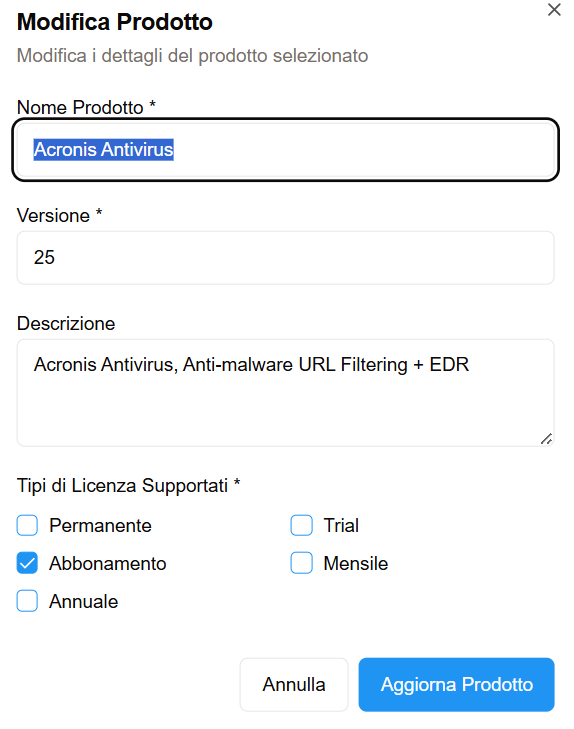 Modifica Prodotto
Modifica i dettagli del prodotto selezionato
Nome Prodotto *
Acronis Antivirus
Versione *
25
Descrizione
Acronis Antivirus, Anti-malware URL Filtering + EDR
Tipi di Licenza Supportati *
Permanente
Trial
Abbonamento
Mensile
Annuale
Annulla
Aggiorna Prodotto